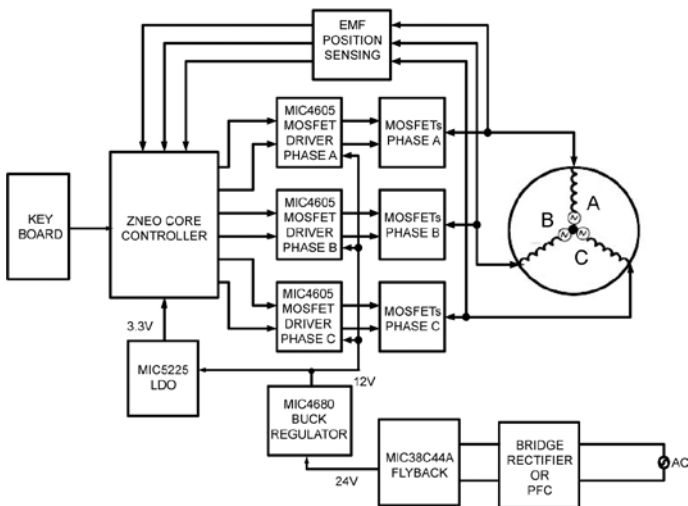 EMF
POSITION
SENSING
MIC4605
MOSFET
DRIVER
PHASE A
MOSFETs
PHASE A
KEY
BOARD
ZNEO CORE
CONTROLLER
MIC4605
MOSFET
DRIVER
PHASE B
MOSFETs
PHASE B
A
B
C
MIC4605
MOSFET
DRIVER
PHASE C
MOSFETs
PHASE C
3.3V
MIC5225
LDO
12V
MIC4680
BUCK
REGULATOR
24V
MIC38C44A
FLYBACK
BRIDGE
RECTIFIER
OR
PFC
AC